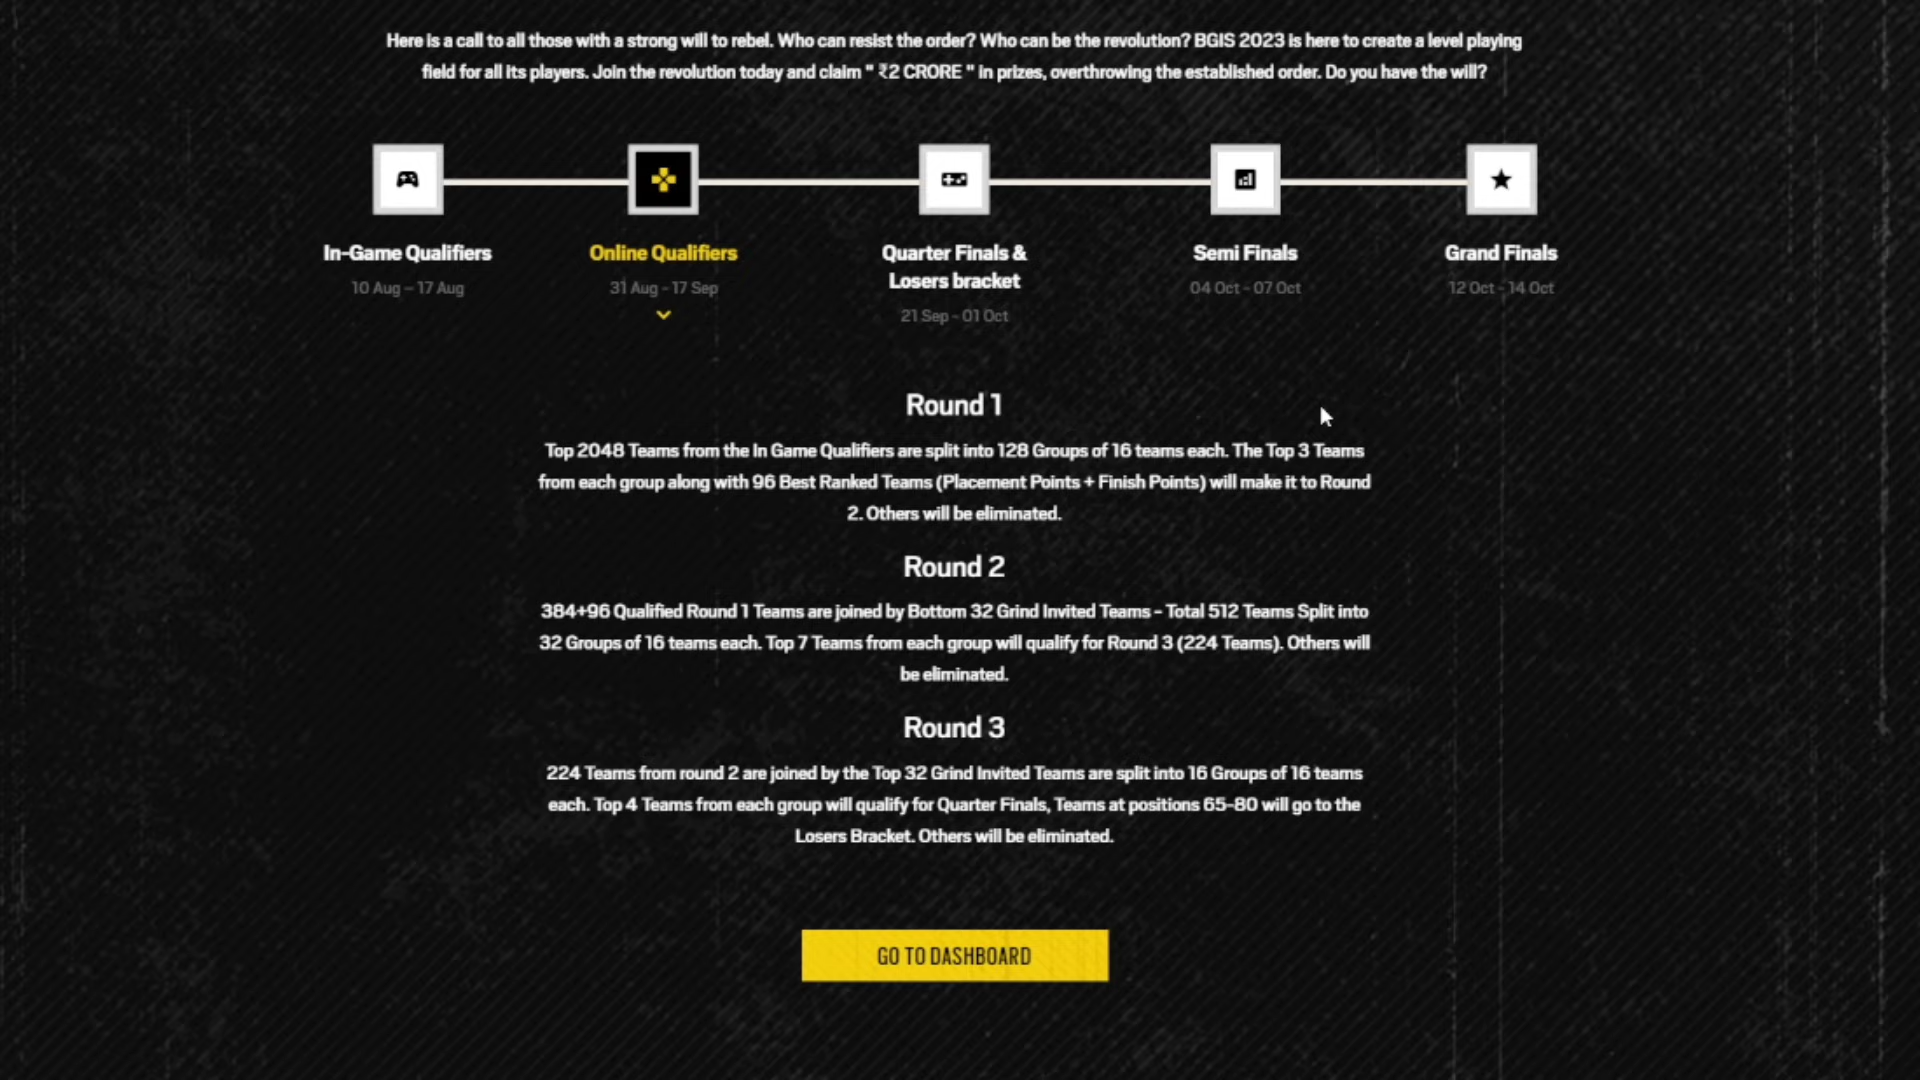 Here is a call to all those with a strong will to rebel. Who can resist the order? Who can be the revolution? BGIS 2023 is here to create a level playing
field for all its players. Join the revolution today and claim " ₹2 CRORE " in prizes, overthrowing the established order. Do you have the will?
In-Game Qualifiers
10 Aug – 17 Aug
Online Qualifiers
31 Aug - 17 Sep
Quarter Finals &
Losers bracket
21 Sep - 01 Oct
Semi Finals
04 Oct - 07 Oct
Grand Finals
12 Oct - 14 Oct
Round 1
Top 2048 Teams from the In Game Qualifiers are split into 128 Groups of 16 teams each. The Top 3 Teams
from each group along with 96 Best Ranked Teams (Placement Points + Finish Points) will make it to Round
2. Others will be eliminated.
Round 2
384+96 Qualified Round 1 Teams are joined by Bottom 32 Grind Invited Teams - Total 512 Teams Split into
32 Groups of 16 teams each. Top 7 Teams from each group will qualify for Round 3 (224 Teams). Others will
be eliminated.
Round 3
224 Teams from round 2 are joined by the Top 32 Grind Invited Teams are split into 16 Groups of 16 teams
each. Top 4 Teams from each group will qualify for Quarter Finals, Teams at positions 65-80 will go to the
Losers Bracket. Others will be eliminated.
GO TO DASHBOARD